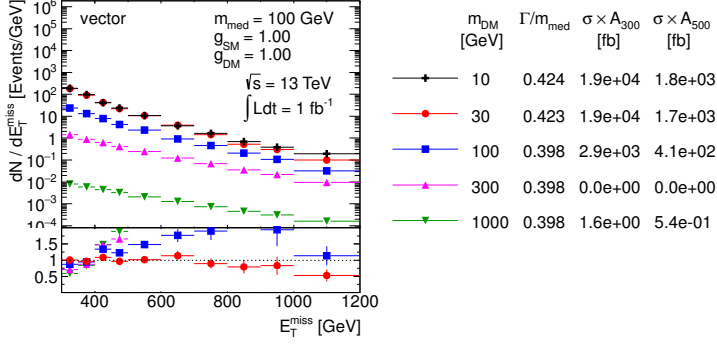 vector
m_med = 100 GeV
g_SM = 1.00
g_DM = 1.00
√s = 13 TeV
∫ Ldt = 1 fb⁻¹
dN / dE_T^miss [Events/GeV]
10⁶
10⁵
10⁴
10³
10²
10
1
10⁻¹
10⁻²
10⁻³
10⁻⁴
1.5
1
0.5
400 600 800 1000 1200
E_T^miss [GeV]
m_DM Γ/m_med σ × A₃₀₀ σ × A₅₀₀
[GeV] [fb] [fb]
10 0.424 1.9e+04 1.8e+03
30 0.423 1.9e+04 1.7e+03
100 0.398 2.9e+03 4.1e+02
300 0.398 0.0e+00 0.0e+00
1000 0.398 1.6e+00 5.4e-01